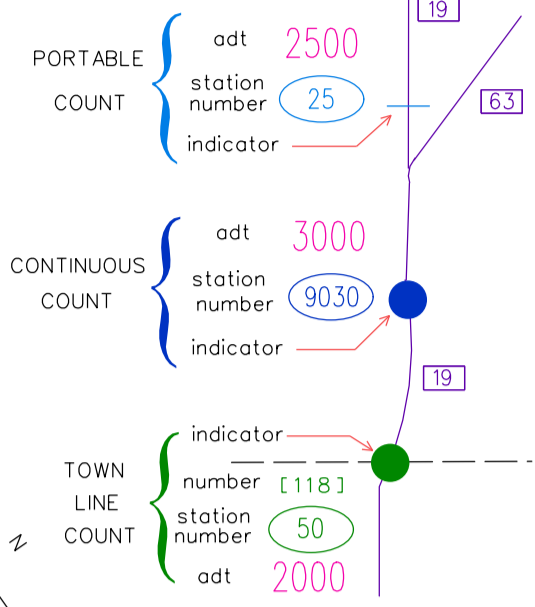 19
adt 2500
PORTABLE
COUNT
station
number 25
63
indicator
adt 3000
CONTINUOUS
COUNT
station
number 9030
indicator
19
indicator
TOWN
LINE
COUNT
number [118]
station
number 50
adt 2000
N